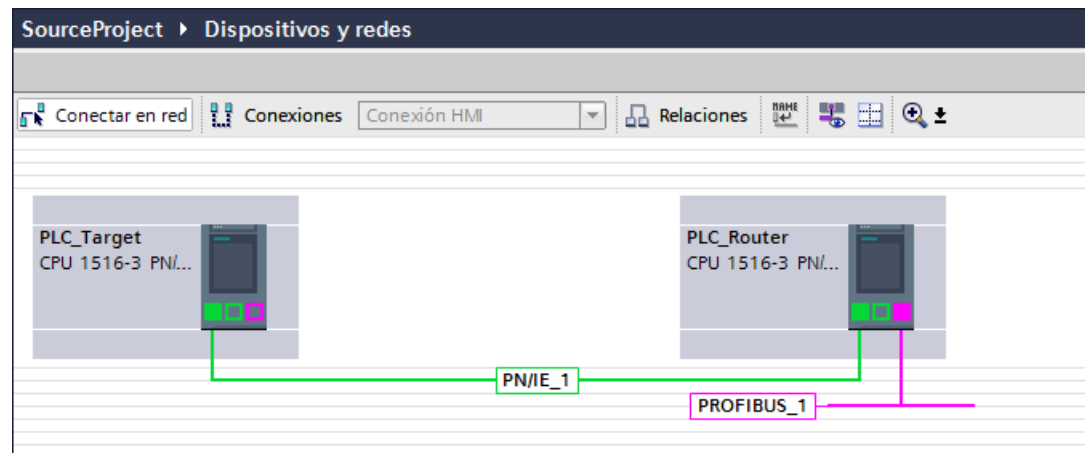 SourceProject ▸ Dispositivos y redes
Conectar en red Conexiones Conexión HMI Relaciones NAME
PLC_Target
CPU 1516-3 PN/...
PLC_Router
CPU 1516-3 PN/...
PN/IE_1
PROFIBUS_1